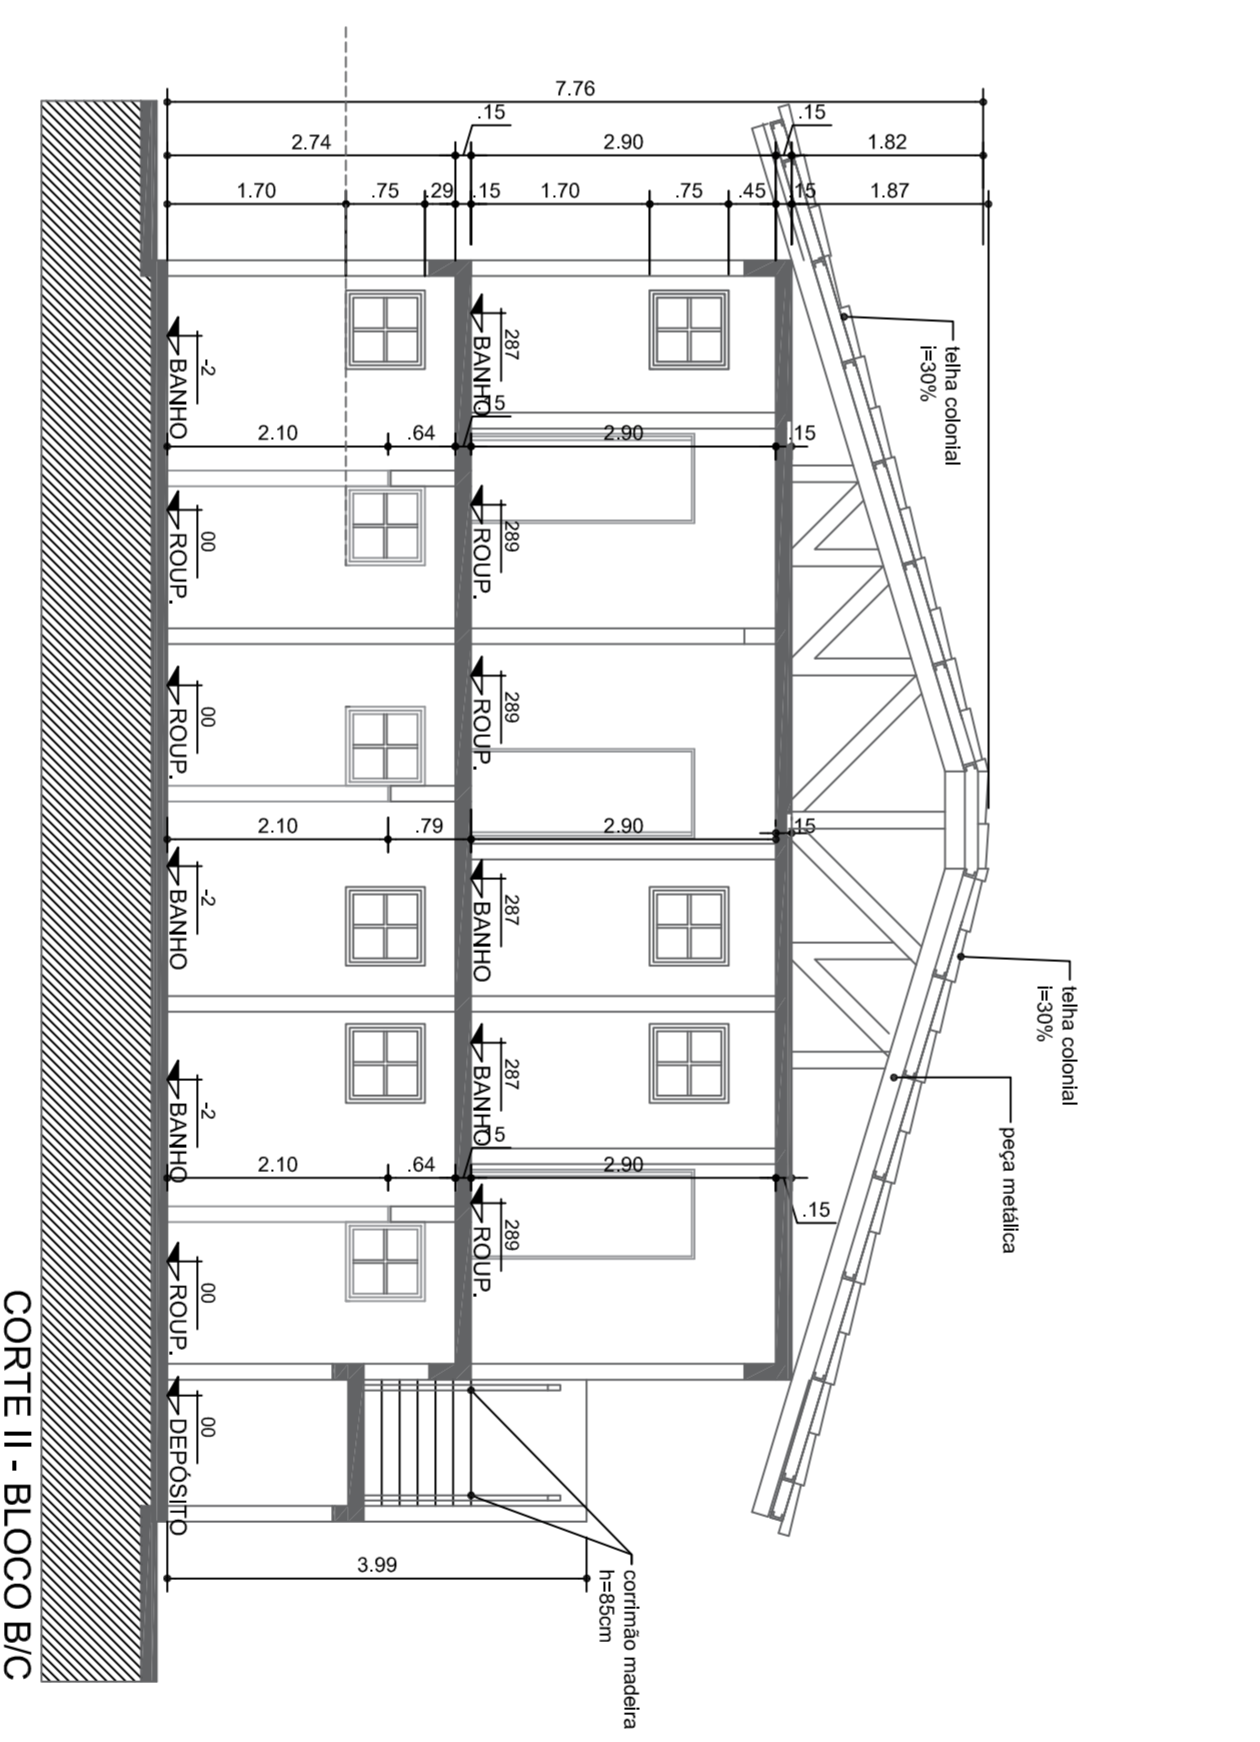 7.76
.15
.15
2.74
2.90
1.82
1.70
.75
.29
.15
1.70
.75
.45
.15
1.87
telha colonial
i=30%
287
BANHO
-2
BANHO
.15
2.10
.64
2.90
.15
289
ROUP.
00
ROUP.
289
ROUP.
00
ROUP.
2.10
.79
2.90
.15
287
BANHO
-2
BANHO
telha colonial
i=30%
287
BANHO
-2
BANHO
peça metálica
.15
2.10
.64
2.90
.15
289
ROUP.
00
ROUP.
00
DEPÓSITO
3.99
corrimão madeira
h=85cm
CORTE II - BLOCO B/C